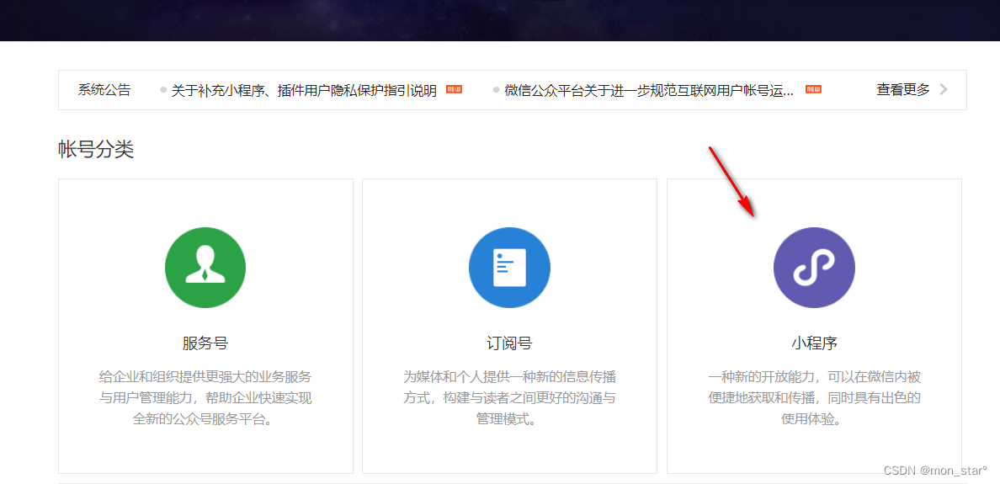 系统公告 关于补充小程序、插件用户隐私保护指引说明 NEW 微信公众平台关于进一步规范互联网用户帐号运... NEW 查看更多
帐号分类
服务号
给企业和组织提供更强大的业务服务
与用户管理能力，帮助企业快速实现
全新的公众号服务平台。
订阅号
为媒体和个人提供一种新的信息传播
方式，构建与读者之间更好的沟通与
管理模式。
小程序
一种新的开放能力，可以在微信内被
便捷地获取和传播，同时具有出色的
使用体验。
CSDN @mon_star°